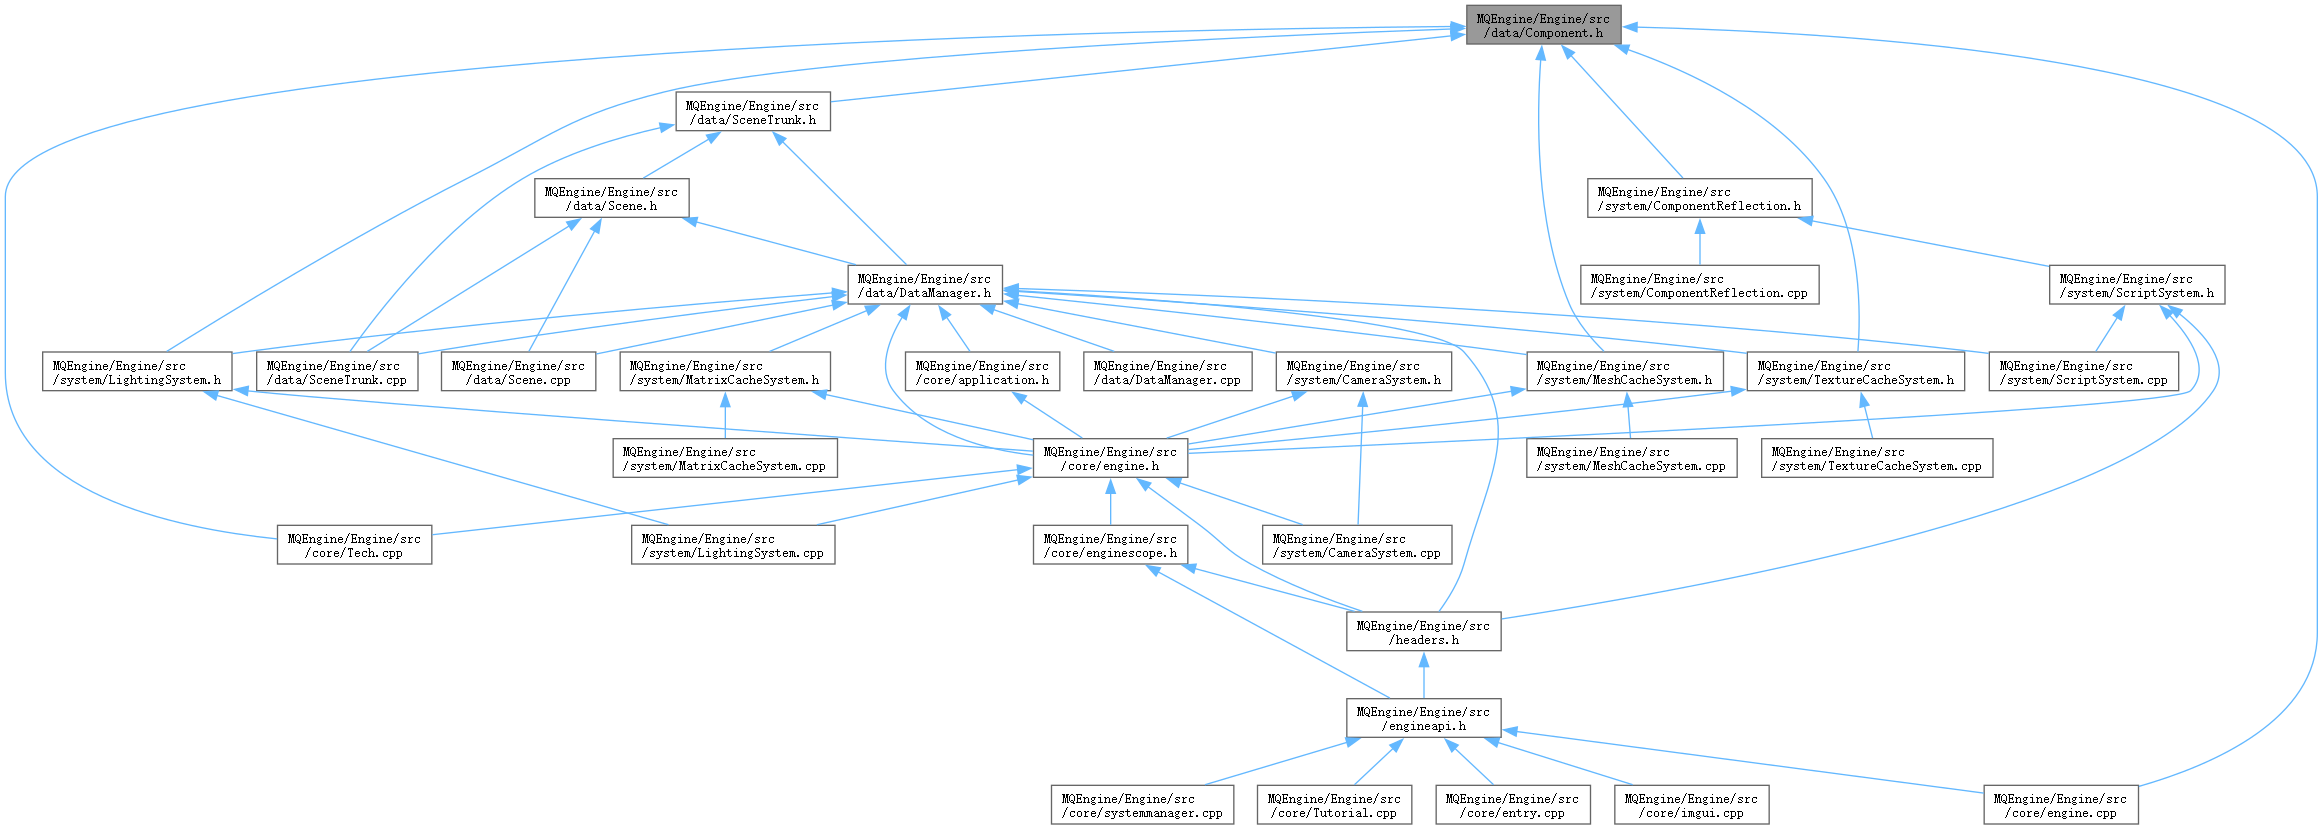 MQEngine/Engine/src
/data/Component.h
MQEngine/Engine/src
/data/SceneTrunk.h
MQEngine/Engine/src
/data/Scene.h
MQEngine/Engine/src
/system/ComponentReflection.h
MQEngine/Engine/src
/data/DataManager.h
MQEngine/Engine/src
/system/ComponentReflection.cpp
MQEngine/Engine/src
/system/ScriptSystem.h
MQEngine/Engine/src
/system/LightingSystem.h
MQEngine/Engine/src
/data/SceneTrunk.cpp
MQEngine/Engine/src
/data/Scene.cpp
MQEngine/Engine/src
/system/MatrixCacheSystem.h
MQEngine/Engine/src
/core/application.h
MQEngine/Engine/src
/data/DataManager.cpp
MQEngine/Engine/src
/system/CameraSystem.h
MQEngine/Engine/src
/system/MeshCacheSystem.h
MQEngine/Engine/src
/system/TextureCacheSystem.h
MQEngine/Engine/src
/system/ScriptSystem.cpp
MQEngine/Engine/src
/system/MatrixCacheSystem.cpp
MQEngine/Engine/src
/core/engine.h
MQEngine/Engine/src
/system/MeshCacheSystem.cpp
MQEngine/Engine/src
/system/TextureCacheSystem.cpp
MQEngine/Engine/src
/core/Tech.cpp
MQEngine/Engine/src
/system/LightingSystem.cpp
MQEngine/Engine/src
/core/enginescope.h
MQEngine/Engine/src
/system/CameraSystem.cpp
MQEngine/Engine/src
/headers.h
MQEngine/Engine/src
/engineapi.h
MQEngine/Engine/src
/core/systemmanager.cpp
MQEngine/Engine/src
/core/Tutorial.cpp
MQEngine/Engine/src
/core/entry.cpp
MQEngine/Engine/src
/core/imgui.cpp
MQEngine/Engine/src
/core/engine.cpp